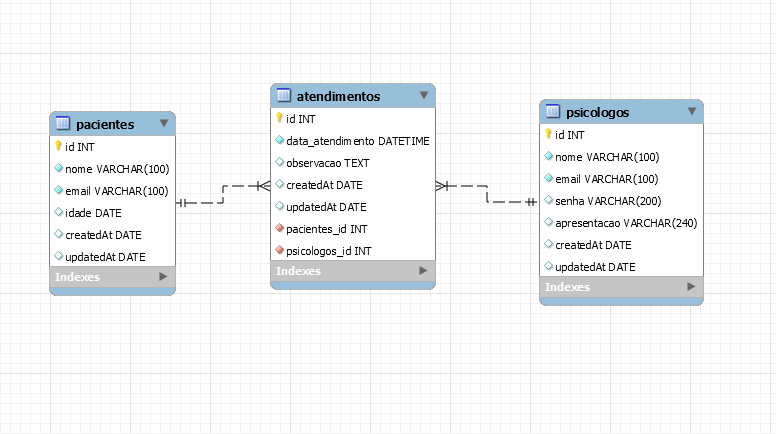 pacientes
id INT
nome VARCHAR(100)
email VARCHAR(100)
idade DATE
createdAt DATE
updatedAt DATE
Indexes
atendimentos
id INT
data_atendimento DATETIME
observacao TEXT
createdAt DATE
updatedAt DATE
pacientes_id INT
psicologos_id INT
Indexes
psicologos
id INT
nome VARCHAR(100)
email VARCHAR(100)
senha VARCHAR(200)
apresentacao VARCHAR(240)
createdAt DATE
updatedAt DATE
Indexes